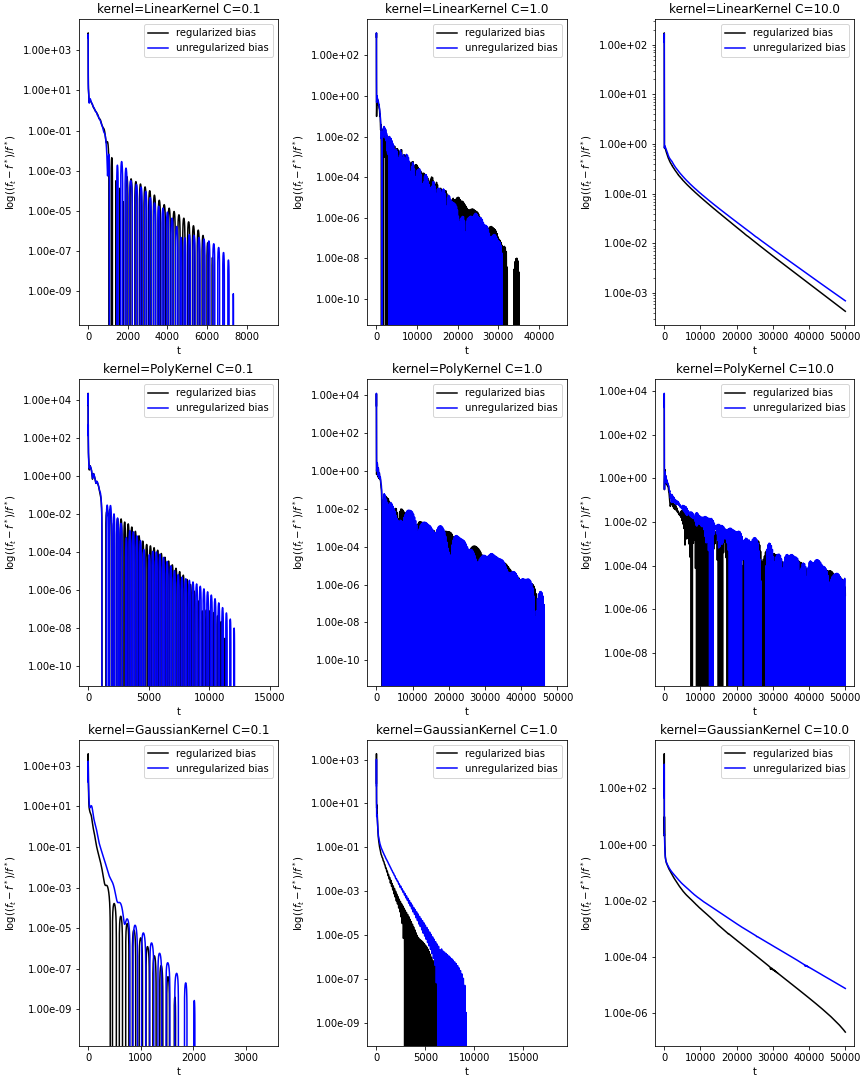 kernel=LinearKernel C=0.1
regularized bias
unregularized bias
1.00e+03
1.00e+01
1.00e-01
1.00e-03
1.00e-05
1.00e-07
1.00e-09
log((f_t − f*)/f*)
0 2000 4000 6000 8000
t
kernel=LinearKernel C=1.0
regularized bias
unregularized bias
1.00e+02
1.00e+00
1.00e-02
1.00e-04
1.00e-06
1.00e-08
1.00e-10
log((f_t − f*)/f*)
0 10000 20000 30000 40000
t
kernel=LinearKernel C=10.0
regularized bias
unregularized bias
1.00e+02
1.00e+01
1.00e+00
1.00e-01
1.00e-02
1.00e-03
log((f_t − f*)/f*)
0 10000 20000 30000 40000 50000
t
kernel=PolyKernel C=0.1
regularized bias
unregularized bias
1.00e+04
1.00e+02
1.00e+00
1.00e-02
1.00e-04
1.00e-06
1.00e-08
1.00e-10
log((f_t − f*)/f*)
0 5000 10000 15000
t
kernel=PolyKernel C=1.0
regularized bias
unregularized bias
1.00e+04
1.00e+02
1.00e+00
1.00e-02
1.00e-04
1.00e-06
1.00e-08
1.00e-10
log((f_t − f*)/f*)
0 10000 20000 30000 40000 50000
t
kernel=PolyKernel C=10.0
regularized bias
unregularized bias
1.00e+04
1.00e+02
1.00e+00
1.00e-02
1.00e-04
1.00e-06
1.00e-08
log((f_t − f*)/f*)
0 10000 20000 30000 40000 50000
t
kernel=GaussianKernel C=0.1
regularized bias
unregularized bias
1.00e+03
1.00e+01
1.00e-01
1.00e-03
1.00e-05
1.00e-07
1.00e-09
log((f_t − f*)/f*)
0 1000 2000 3000
t
kernel=GaussianKernel C=1.0
regularized bias
unregularized bias
1.00e+03
1.00e+01
1.00e-01
1.00e-03
1.00e-05
1.00e-07
1.00e-09
log((f_t − f*)/f*)
0 5000 10000 15000
t
kernel=GaussianKernel C=10.0
regularized bias
unregularized bias
1.00e+02
1.00e+00
1.00e-02
1.00e-04
1.00e-06
log((f_t − f*)/f*)
0 10000 20000 30000 40000 50000
t